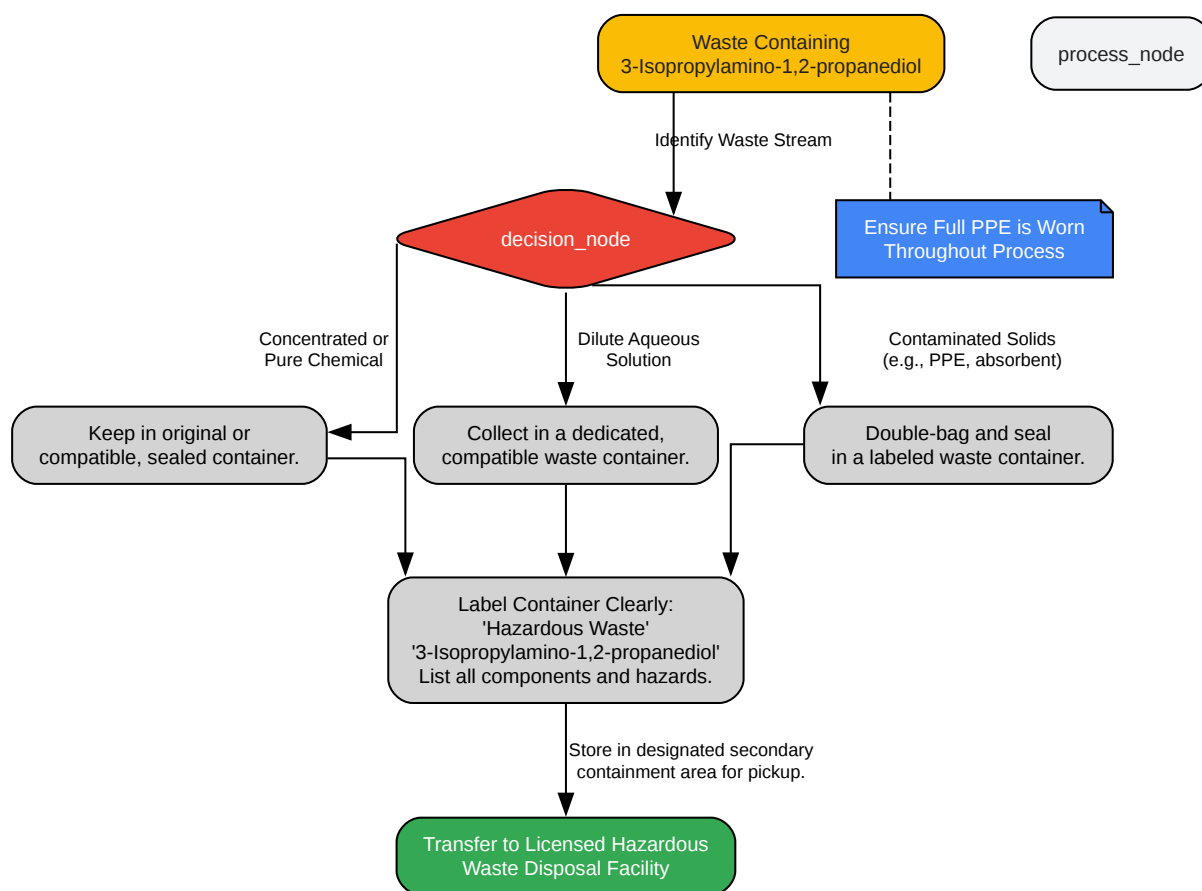 Waste Containing
3-Isopropylamino-1,2-propanediol
process_node
Identify Waste Stream
Ensure Full PPE is Worn
Throughout Process
decision_node
Concentrated or
Pure Chemical
Dilute Aqueous
Solution
Contaminated Solids
(e.g., PPE, absorbent)
Keep in original or
compatible, sealed container.
Collect in a dedicated,
compatible waste container.
Double-bag and seal
in a labeled waste container.
Label Container Clearly:
'Hazardous Waste'
'3-Isopropylamino-1,2-propanediol'
List all components and hazards.
Store in designated secondary
containment area for pickup.
Transfer to Licensed Hazardous
Waste Disposal Facility